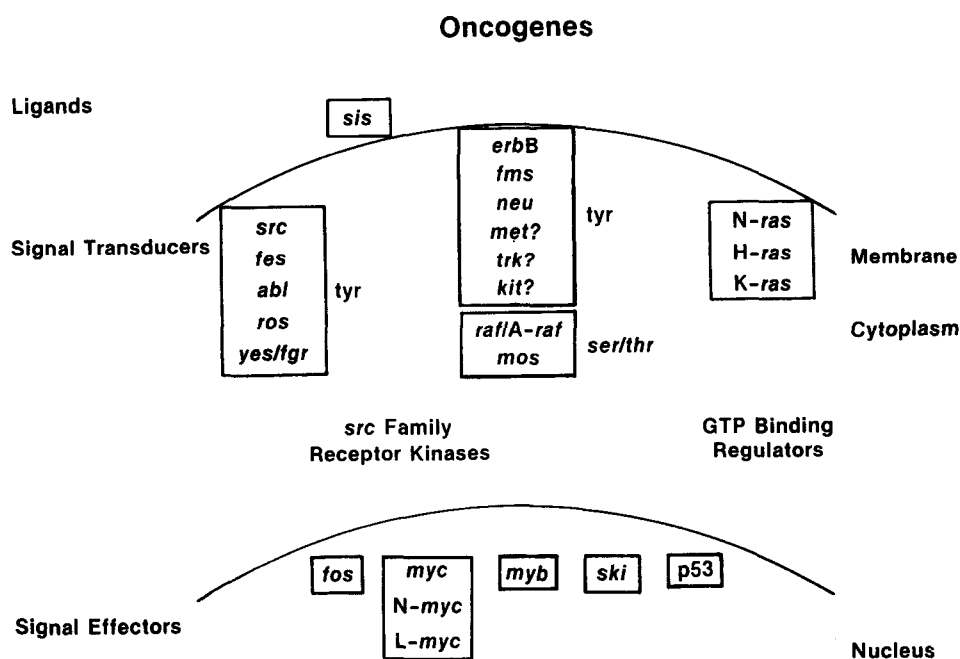 Oncogenes
Ligands
sis
erbB
fms
neu
met?
trk?
kit?
tyr
Signal Transducers
src
fes
abl
ros
yes/fgr
tyr
N-ras
H-ras
K-ras
Membrane
raf/A-raf
mos
ser/thr
Cytoplasm
src Family
Receptor Kinases
GTP Binding
Regulators
fos
myc
N-myc
L-myc
myb
ski
p53
Signal Effectors
Nucleus